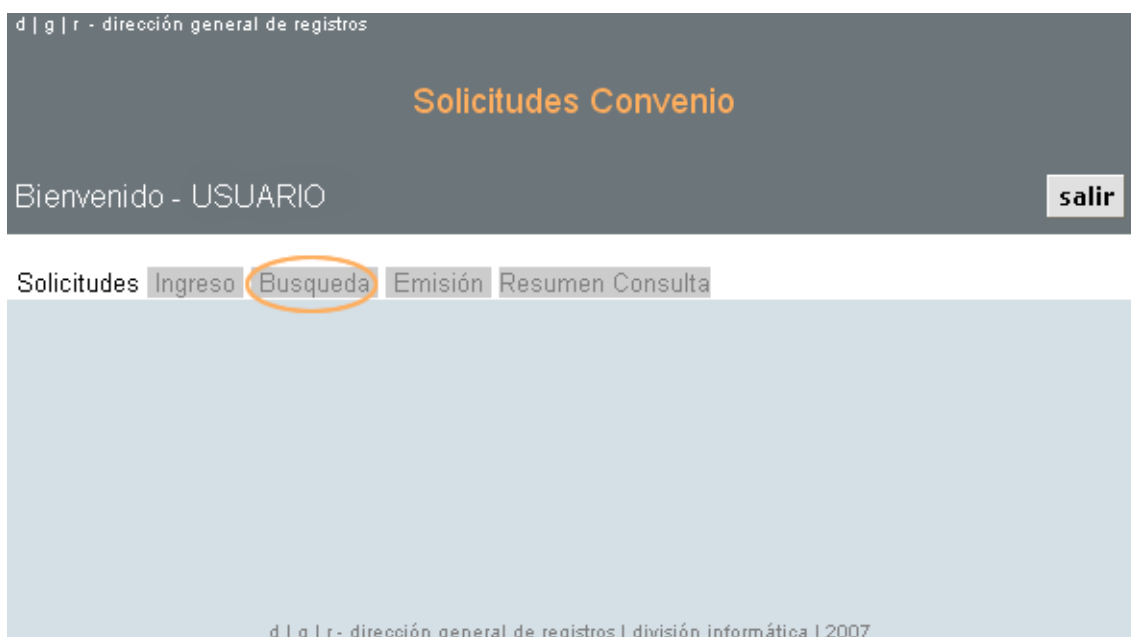 d | g | r - dirección general de registros
Solicitudes Convenio
Bienvenido - USUARIO
salir
Solicitudes Ingreso Busqueda Emisión Resumen Consulta
d | g | r - dirección general de registros | división informática | 2007